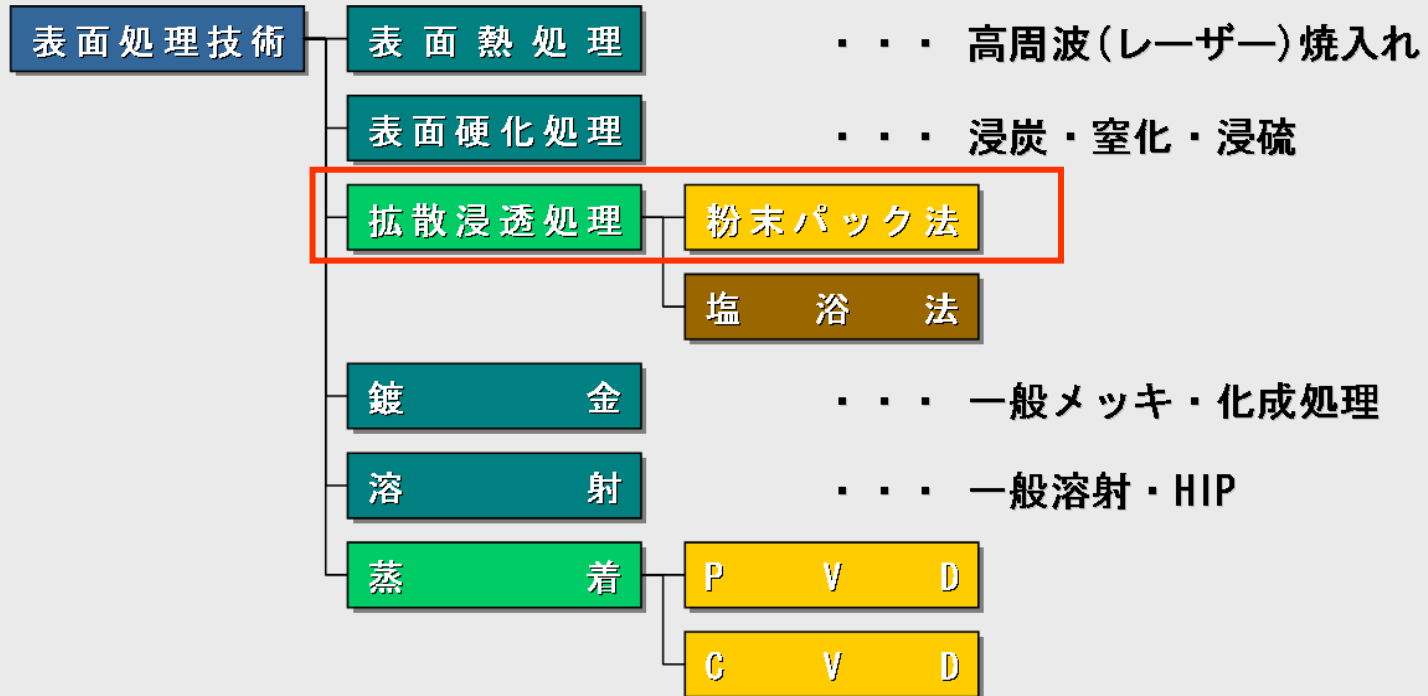 表面処理技術 表面熱処理 ・・・ 高周波(レーザー)焼入れ
表面硬化処理 ・・・ 浸炭・窒化・浸硫
拡散浸透処理 粉末パック法
塩浴法
鍍金 ・・・ 一般メッキ・化成処理
溶射 ・・・ 一般溶射・HIP
蒸着 PVD
CVD